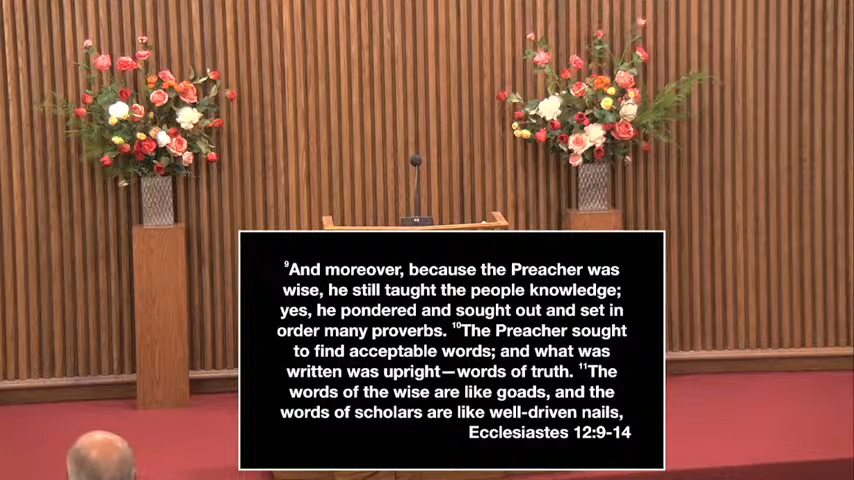 ⁹And moreover, because the Preacher was
wise, he still taught the people knowledge;
yes, he pondered and sought out and set in
order many proverbs. ¹⁰The Preacher sought
to find acceptable words; and what was
written was upright—words of truth. ¹¹The
words of the wise are like goads, and the
words of scholars are like well-driven nails,
Ecclesiastes 12:9-14